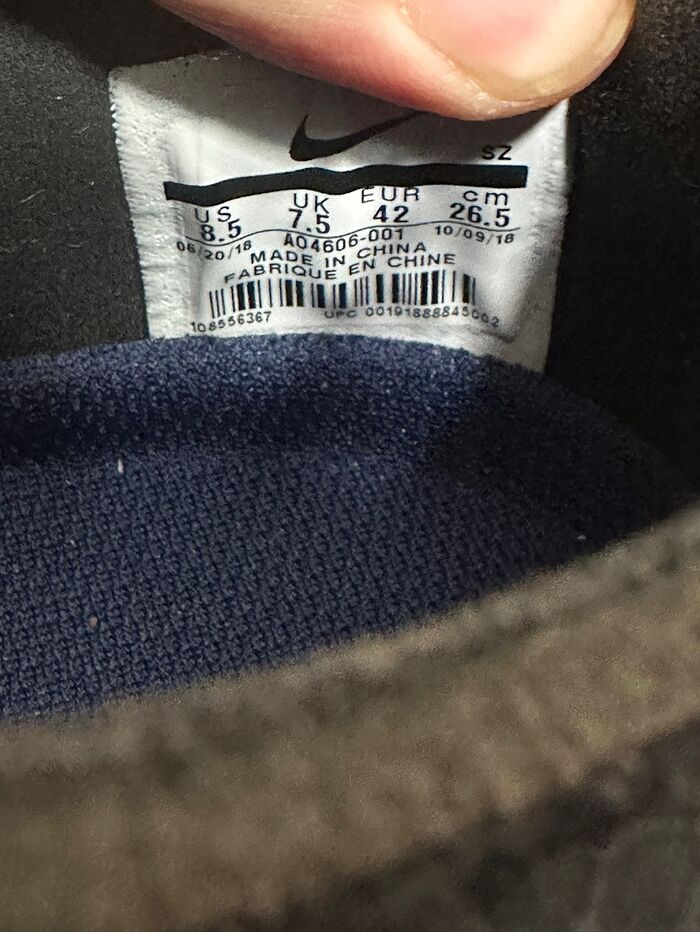 SZ
US UK EUR cm
8.5 7.5 42 26.5
06/20/18 AO4606-001 10/09/18
MADE IN CHINA
FABRIQUE EN CHINE
108556367 UPC 00191888845002